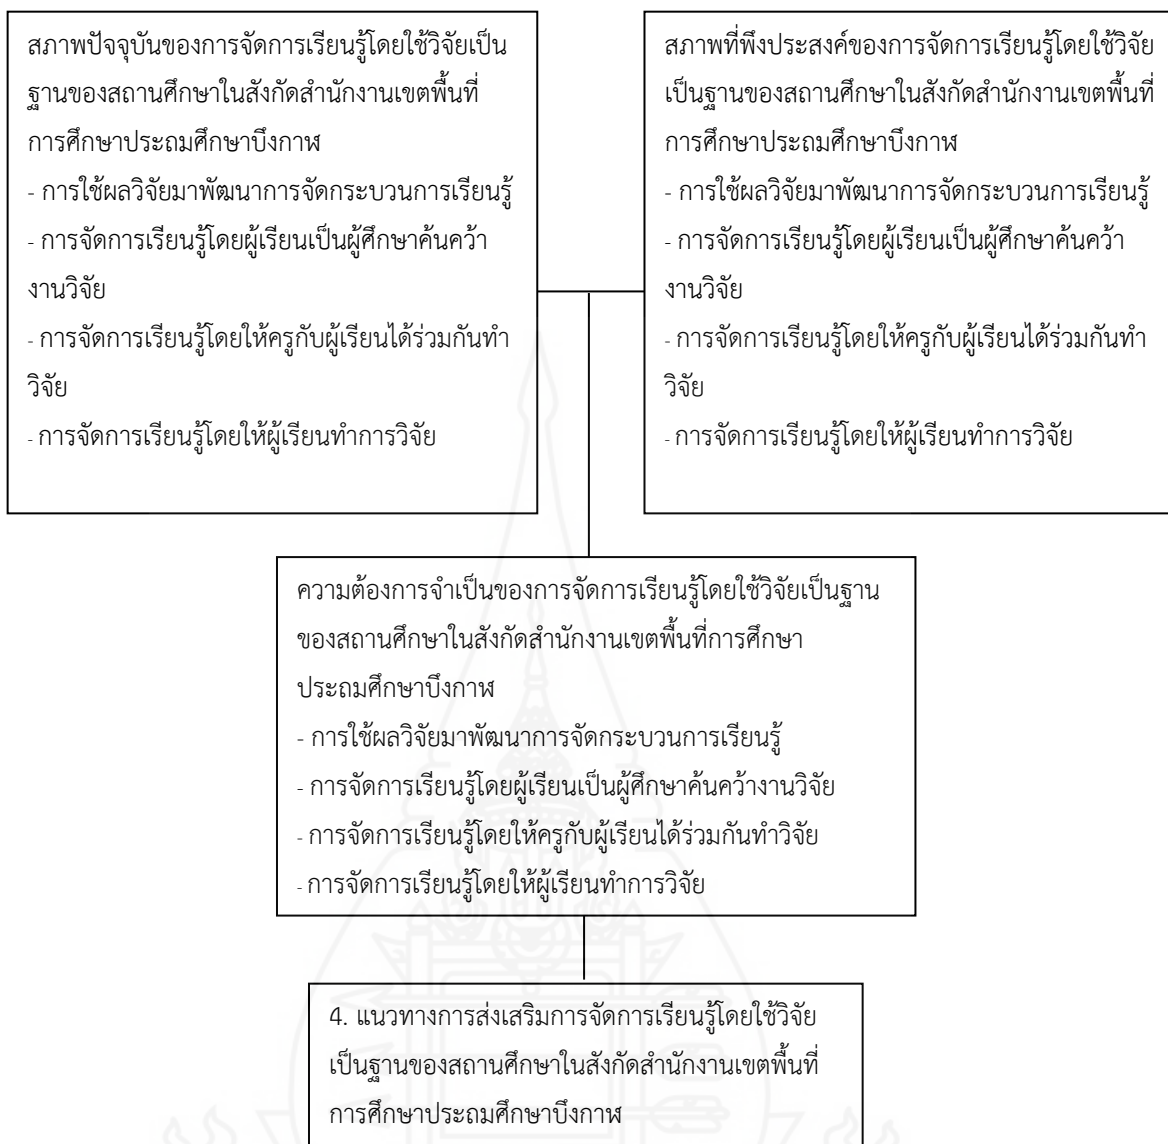 สภาพปัจจุบันของการจัดการเรียนรู้โดยใช้วิจัยเป็น
ฐานของสถานศึกษาในสังกัดสำนักงานเขตพื้นที่
การศึกษาประถมศึกษาบึงกาฬ
- การใช้ผลวิจัยมาพัฒนาการจัดกระบวนการเรียนรู้
- การจัดการเรียนรู้โดยผู้เรียนเป็นผู้ศึกษาค้นคว้า
งานวิจัย
- การจัดการเรียนรู้โดยให้ครูกับผู้เรียนได้ร่วมกันทำ
วิจัย
- การจัดการเรียนรู้โดยให้ผู้เรียนทำการวิจัย
สภาพที่พึงประสงค์ของการจัดการเรียนรู้โดยใช้วิจัย
เป็นฐานของสถานศึกษาในสังกัดสำนักงานเขตพื้นที่
การศึกษาประถมศึกษาบึงกาฬ
- การใช้ผลวิจัยมาพัฒนาการจัดกระบวนการเรียนรู้
- การจัดการเรียนรู้โดยผู้เรียนเป็นผู้ศึกษาค้นคว้า
งานวิจัย
- การจัดการเรียนรู้โดยให้ครูกับผู้เรียนได้ร่วมกันทำ
วิจัย
- การจัดการเรียนรู้โดยให้ผู้เรียนทำการวิจัย
ความต้องการจำเป็นของการจัดการเรียนรู้โดยใช้วิจัยเป็นฐาน
ของสถานศึกษาในสังกัดสำนักงานเขตพื้นที่การศึกษา
ประถมศึกษาบึงกาฬ
- การใช้ผลวิจัยมาพัฒนาการจัดกระบวนการเรียนรู้
- การจัดการเรียนรู้โดยผู้เรียนเป็นผู้ศึกษาค้นคว้างานวิจัย
- การจัดการเรียนรู้โดยให้ครูกับผู้เรียนได้ร่วมกันทำวิจัย
- การจัดการเรียนรู้โดยให้ผู้เรียนทำการวิจัย
4. แนวทางการส่งเสริมการจัดการเรียนรู้โดยใช้วิจัย
เป็นฐานของสถานศึกษาในสังกัดสำนักงานเขตพื้นที่
การศึกษาประถมศึกษาบึงกาฬ